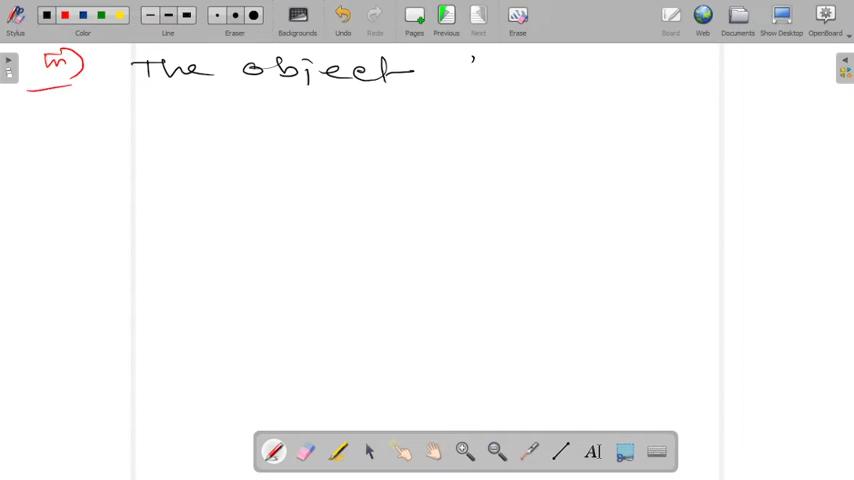 Stylus Color Line Eraser Backgrounds Undo Redo Pages Previous Next Erase Board Web Documents Show Desktop OpenBoard
The object